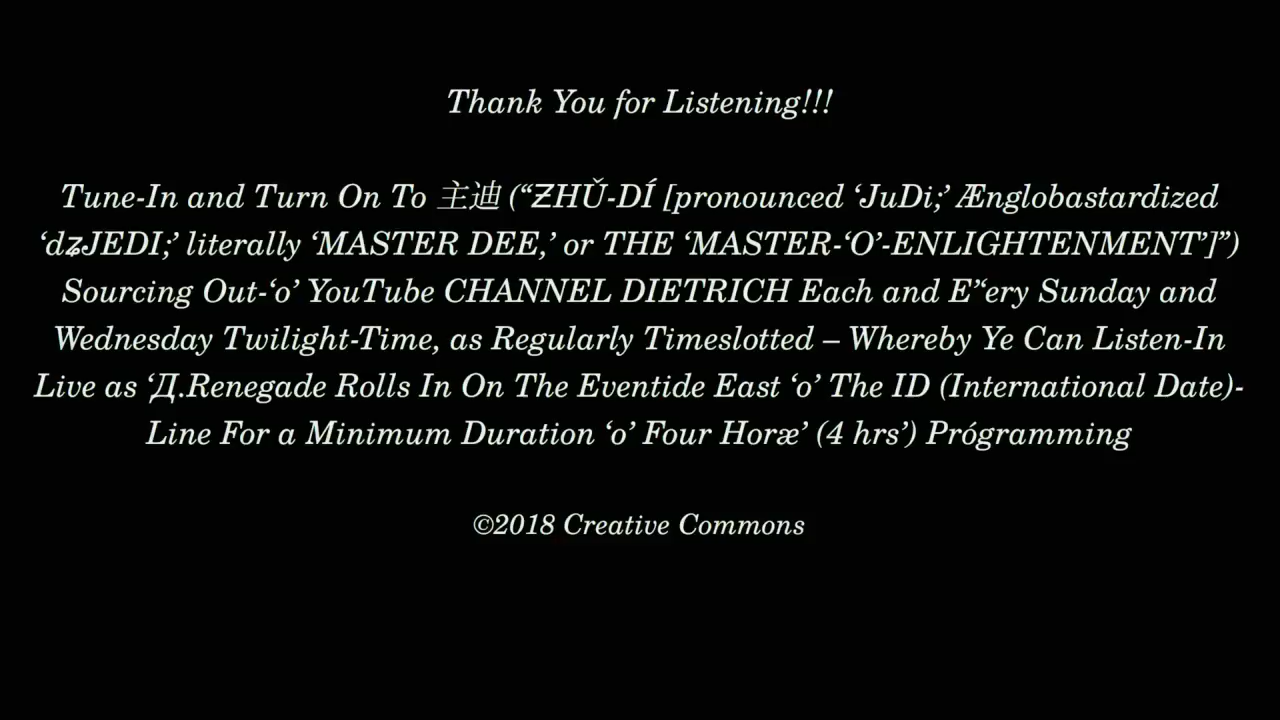 Thank You for Listening!!!
Tune-In and Turn On To 主迪 (“ƵHǓ-DÍ [pronounced ‘JuDi;’ Ænglobastardized
‘dʑJEDI;’ literally ‘MASTER DEE,’ or THE ‘MASTER-‘O’-ENLIGHTENMENT’]”)
Sourcing Out-‘o’ YouTube CHANNEL DIETRICH Each and E”ery Sunday and
Wednesday Twilight-Time, as Regularly Timeslotted – Whereby Ye Can Listen-In
Live as ‘Д.Renegade Rolls In On The Eventide East ‘o’ The ID (International Date)-
Line For a Minimum Duration ‘o’ Four Horæ’ (4 hrs’) Prógramming
©2018 Creative Commons